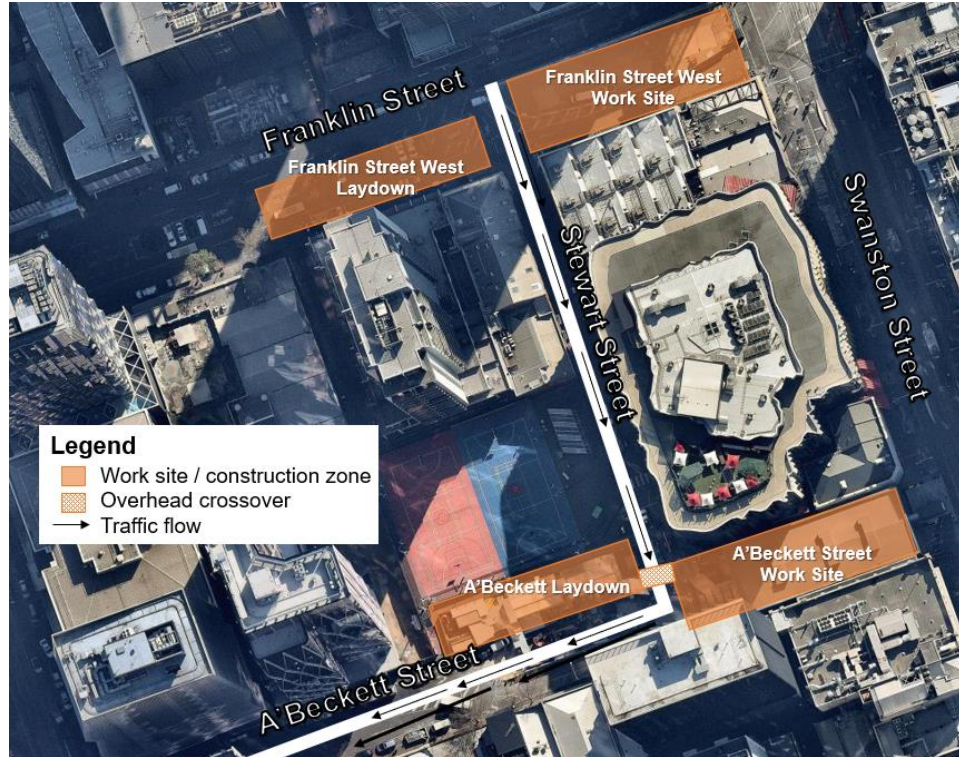 Franklin Street
Franklin Street West
Work Site
Franklin Street West
Laydown
Stewart Street
Swanston Street
Legend
Work site / construction zone
Overhead crossover
Traffic flow
A'Beckett Street
Work Site
A'Beckett Laydown
A'Beckett Street